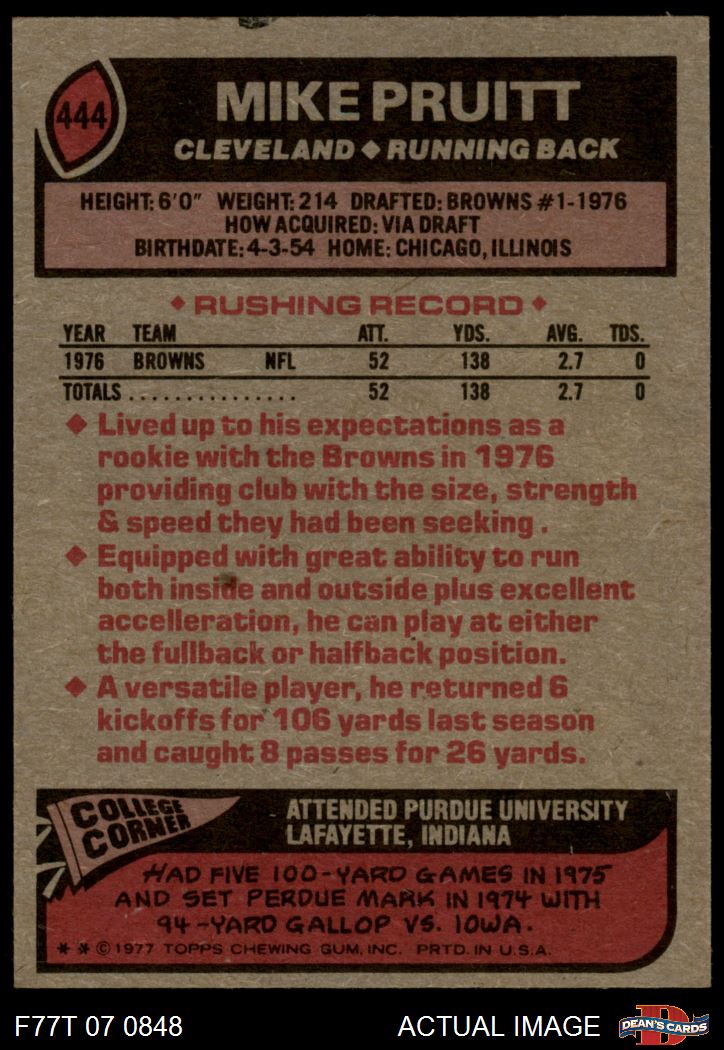 444
MIKE PRUITT
CLEVELAND ◆ RUNNING BACK
HEIGHT: 6'0" WEIGHT: 214 DRAFTED: BROWNS #1-1976
HOW ACQUIRED: VIA DRAFT
BIRTHDATE: 4-3-54 HOME: CHICAGO, ILLINOIS
◆ RUSHING RECORD ◆
YEAR TEAM ATT. YDS. AVG. TDS.
1976 BROWNS NFL 52 138 2.7 0
TOTALS............... 52 138 2.7 0
◆ Lived up to his expectations as a
rookie with the Browns in 1976
providing club with the size, strength
& speed they had been seeking .
◆ Equipped with great ability to run
both inside and outside plus excellent
accelleration, he can play at either
the fullback or halfback position.
◆ A versatile player, he returned 6
kickoffs for 106 yards last season
and caught 8 passes for 26 yards.
COLLEGE
CORNER
ATTENDED PURDUE UNIVERSITY
LAFAYETTE, INDIANA
HAD FIVE 100-YARD GAMES IN 1975
AND SET PERDUE MARK IN 1974 WITH
94-YARD GALLOP VS. IOWA.
* * © 1977 TOPPS CHEWING GUM, INC. PRTD. IN U.S.A.
F77T 07 0848 ACTUAL IMAGE
D
DEAN'S CARDS